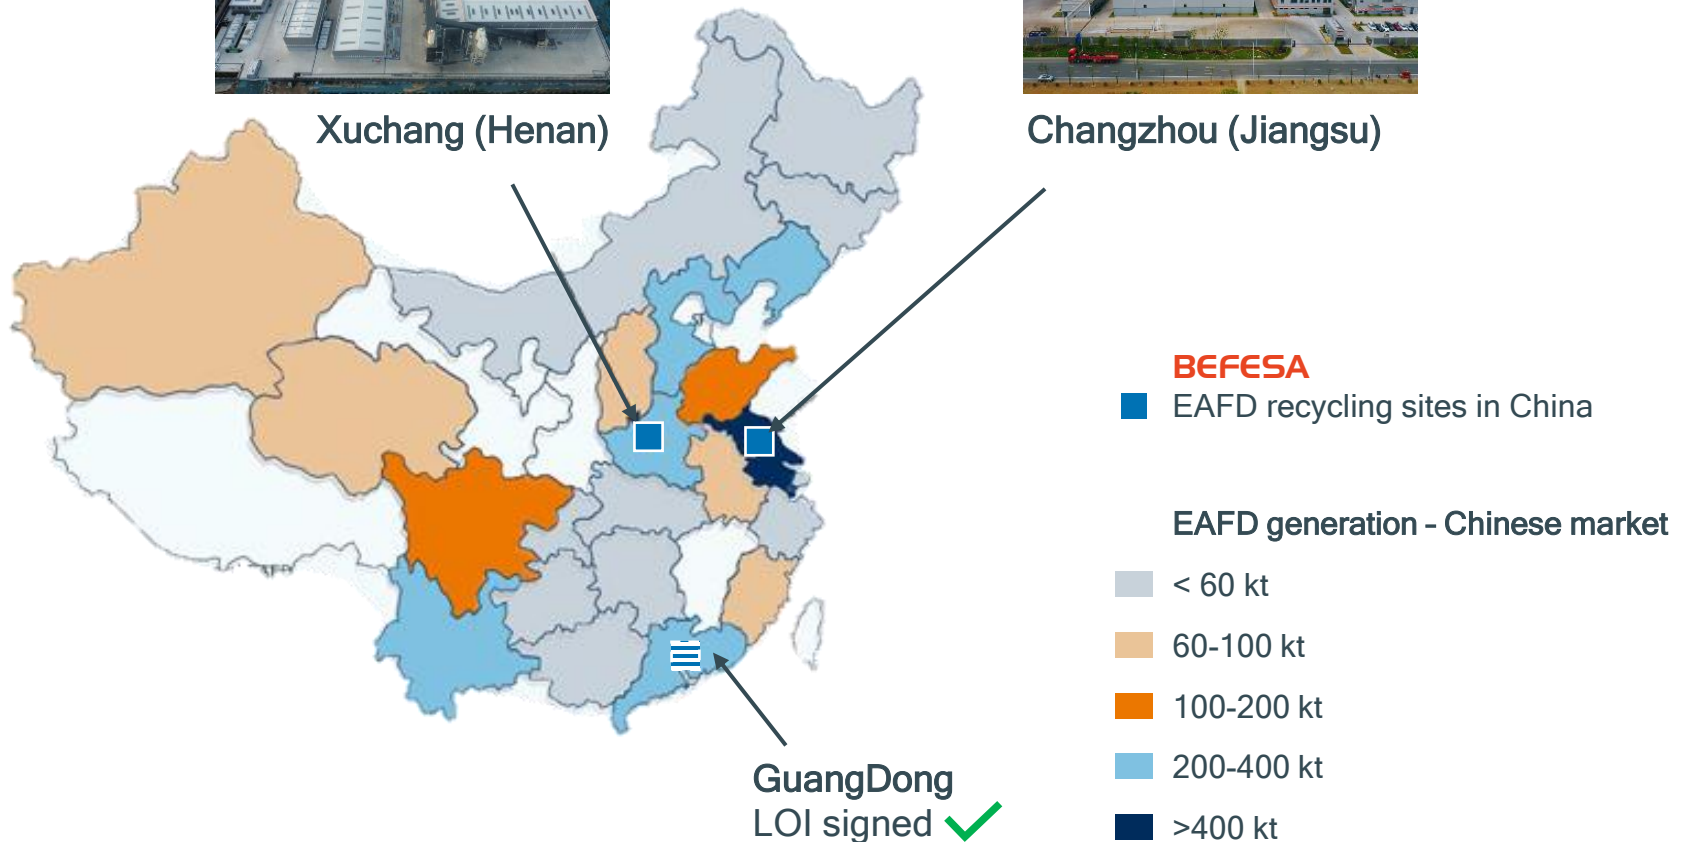 Xuchang (Henan)
Changzhou (Jiangsu)
BEFESA
EAFD recycling sites in China
EAFD generation - Chinese market
< 60 kt
60-100 kt
100-200 kt
200-400 kt
>400 kt
GuangDong
LOI signed